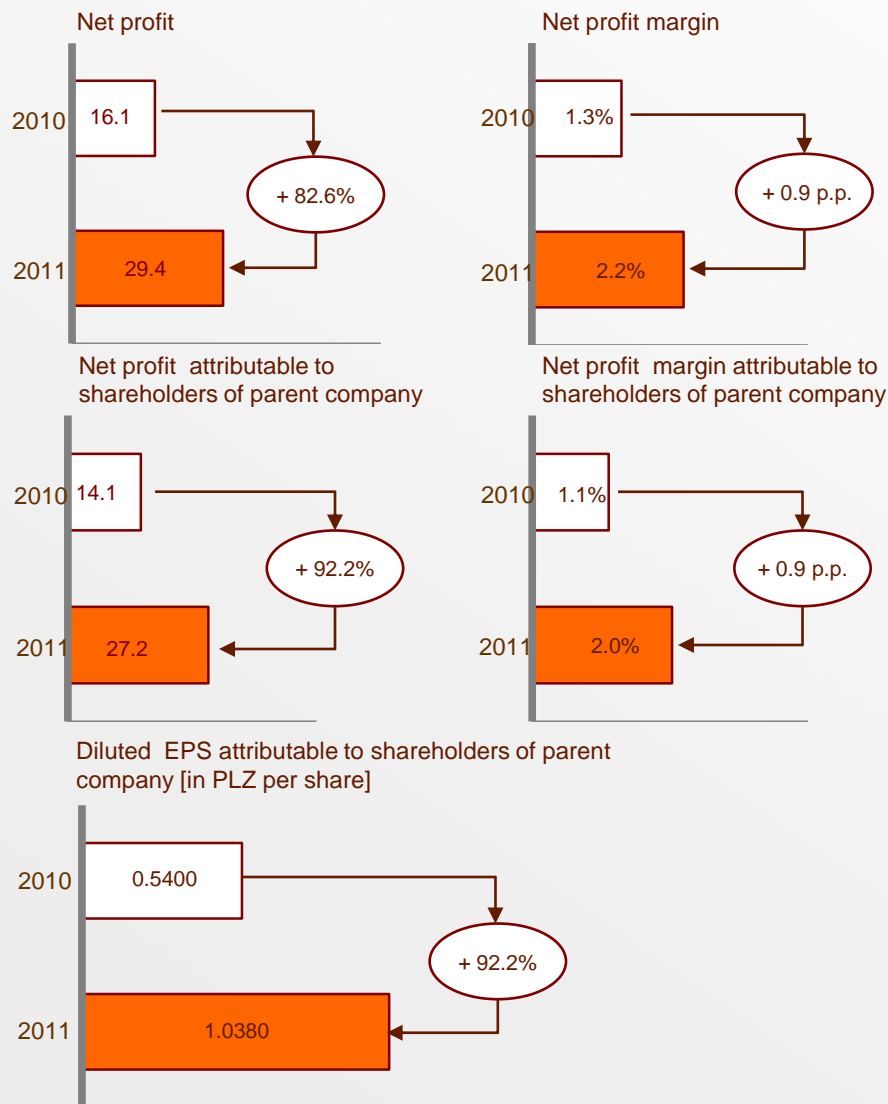 Net profit
2010
16.1
+ 82.6%
2011
29.4
Net profit margin
2010
1.3%
+ 0.9 p.p.
2011
2.2%
Net profit  attributable to
shareholders of parent company
2010
14.1
+ 92.2%
2011
27.2
Net profit  margin attributable to
shareholders of parent company
2010
1.1%
+ 0.9 p.p.
2011
2.0%
Diluted  EPS attributable to shareholders of parent
company [in PLZ per share]
2010
0.5400
+ 92.2%
2011
1.0380